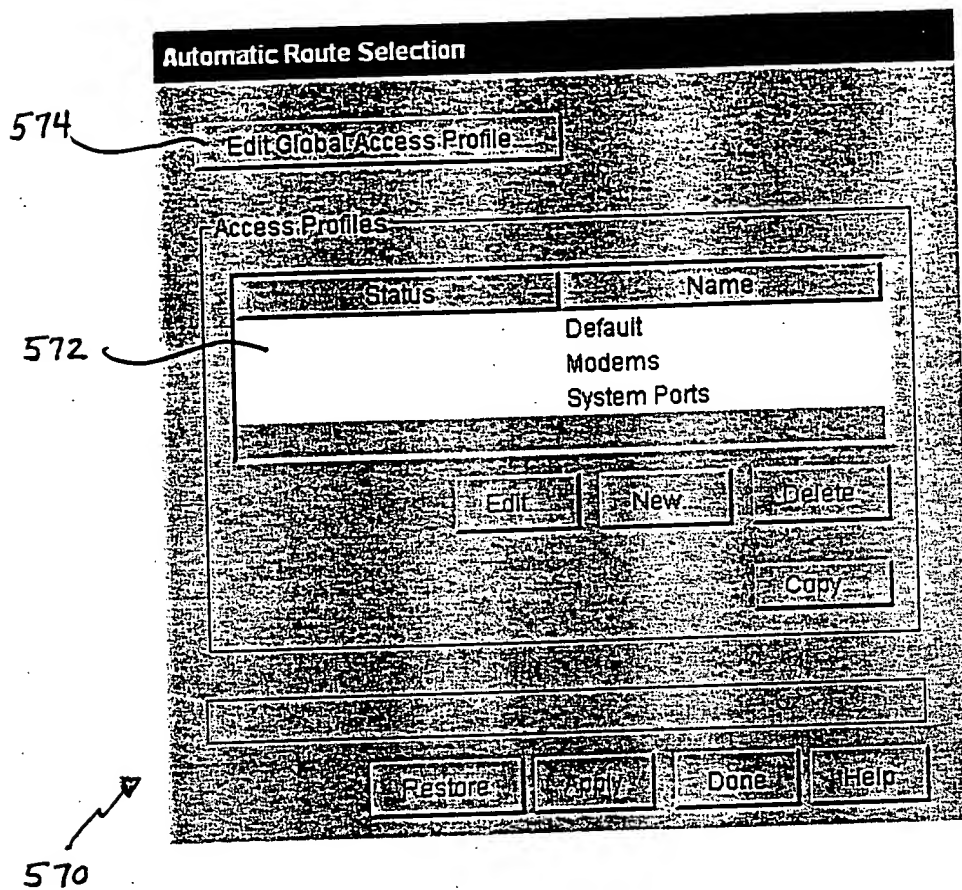 Automatic Route Selection
574
Edit Global Access Profile...
Access Profiles
Status Name
572
Default
Modems
System Ports
Edit... New... Delete...
Copy...
Restore Apply Done Help
570